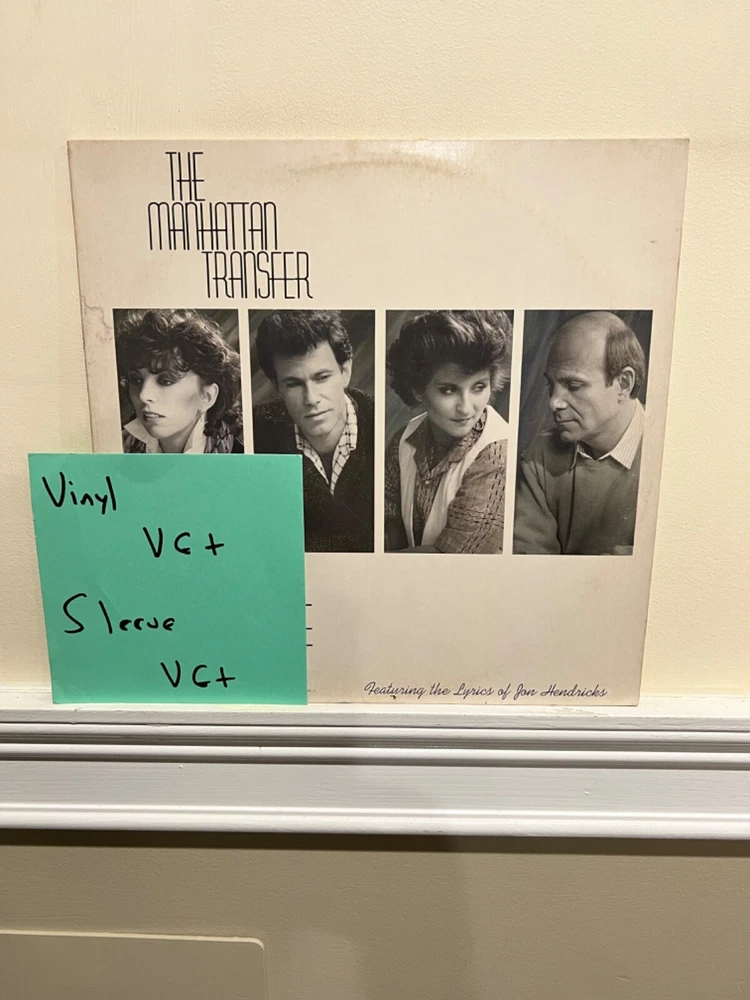 THE
MANHATTAN
TRANSFER
Vinyl
VG+
Sleeve
VG+
Featuring the Lyrics of Jon Hendricks